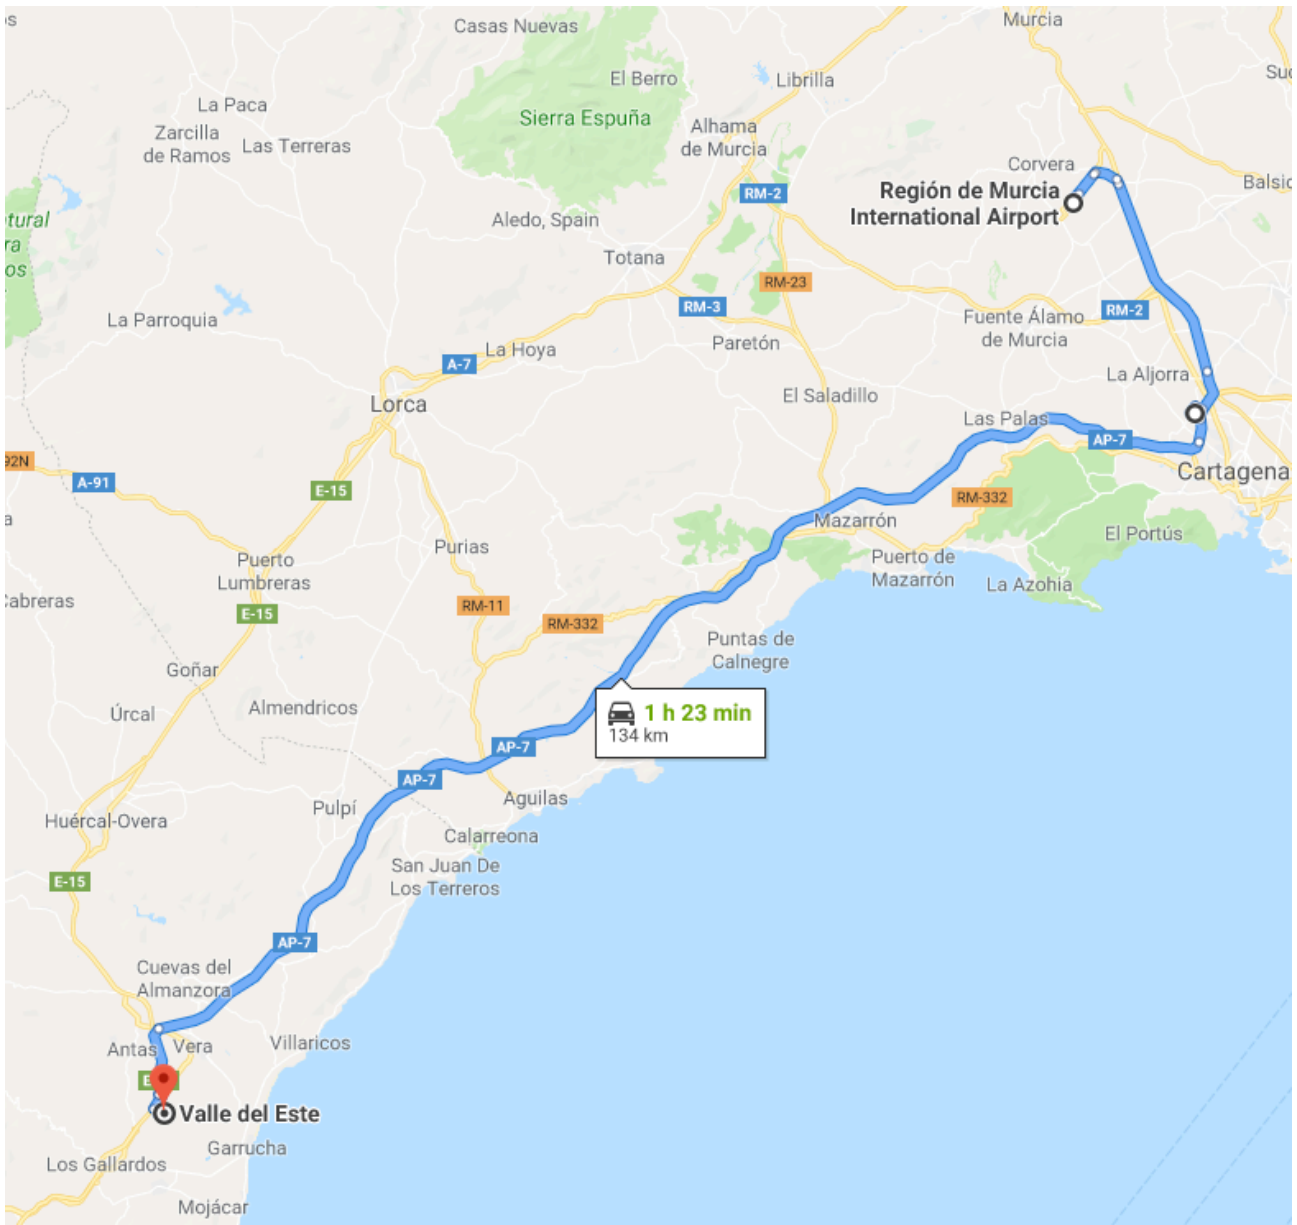 Casas Nuevas
Murcia
El Berro
Librilla
La Paca
Sierra Espuña
Zarcilla
de Ramos
Las Terreras
Alhama
de Murcia
Corvera
RM-2
Región de Murcia
International Airport
Aledo, Spain
Totana
RM-23
RM-3
RM-2
La Parroquia
Fuente Álamo
de Murcia
Paretón
La Hoya
A-7
La Aljorra
El Saladillo
Lorca
Las Palas
AP-7
92N
A-91
E-15
Cartagena
RM-332
Mazarrón
El Portús
Purias
Puerto
Lumbreras
Puerto de
Mazarrón
La Azohia
RM-11
E-15
RM-332
Puntas de
Calnegre
Goñar
Úrcal
Almendricos
1 h 23 min
134 km
AP-7
AP-7
Aguilas
Pulpí
Huércal-Overa
Calarreona
San Juan De
Los Terreros
E-15
AP-7
Cuevas del
Almanzora
Antas
Vera
Villaricos
Valle del Este
Garrucha
Los Gallardos
Mojácar